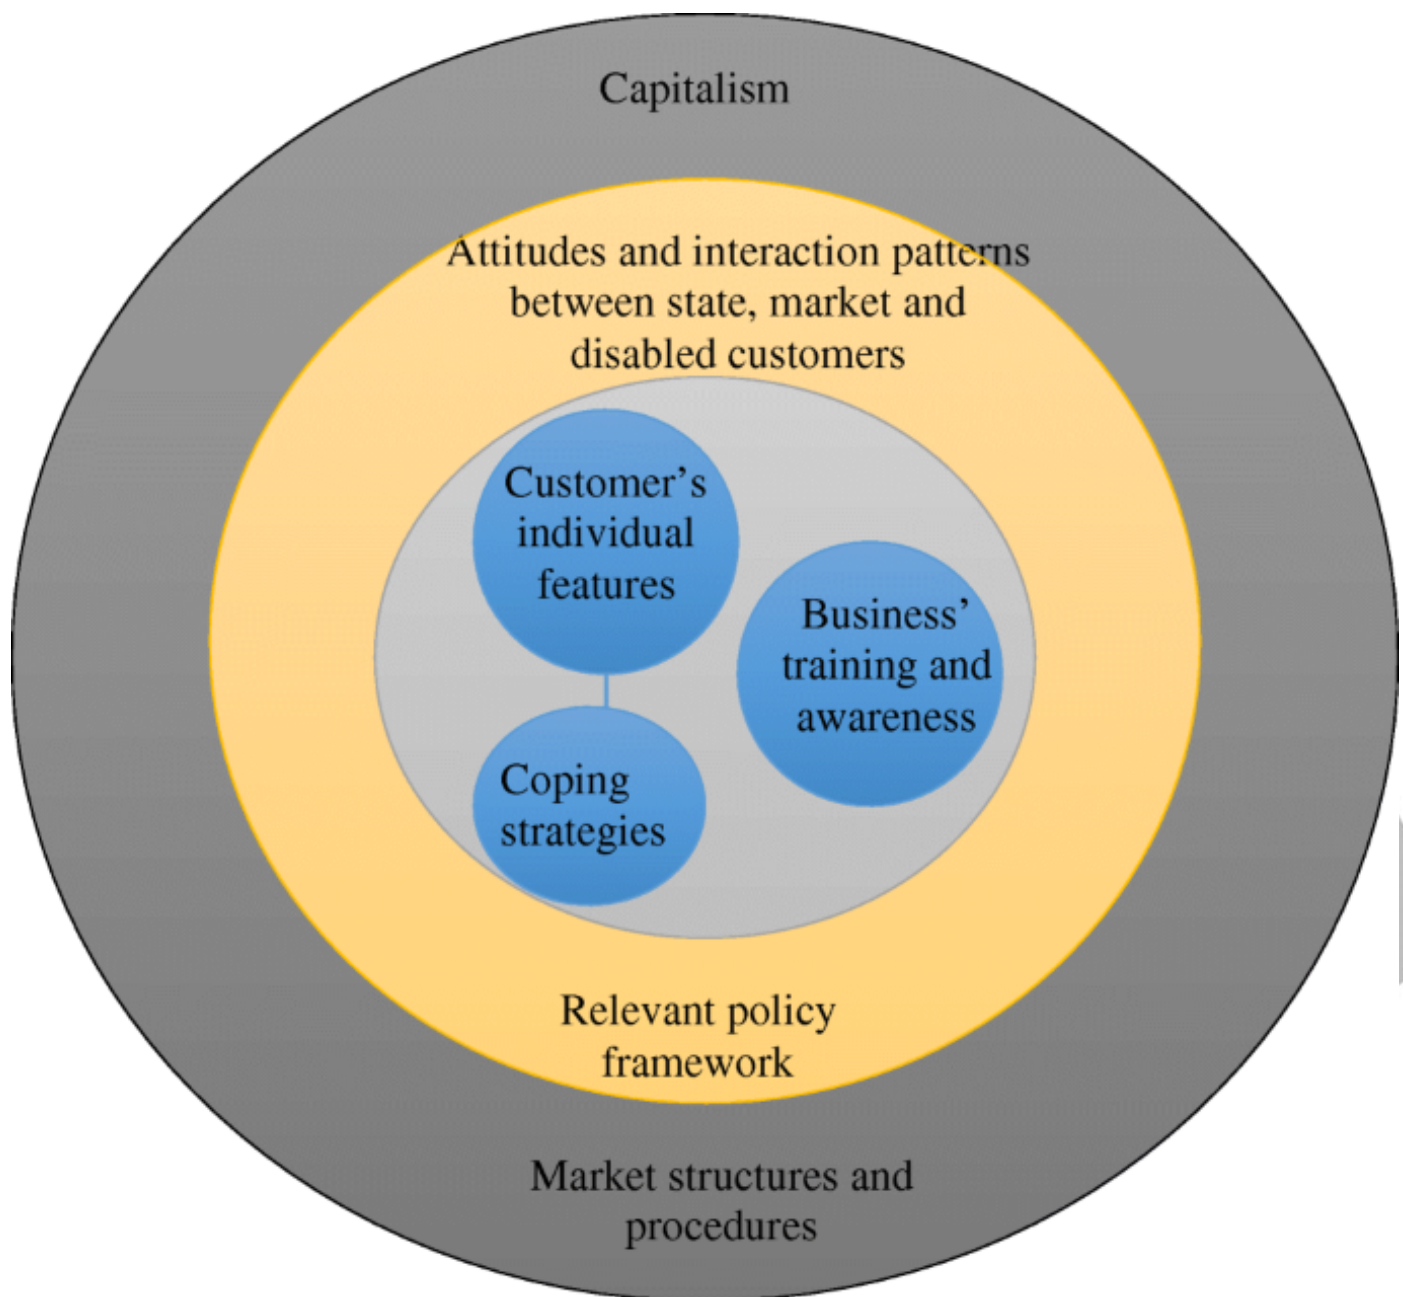 Capitalism
Attitudes and interaction patterns
between state, market and
disabled customers
Customer’s
individual
features
Business’
training and
awareness
Coping
strategies
Relevant policy
framework
Market structures and
procedures